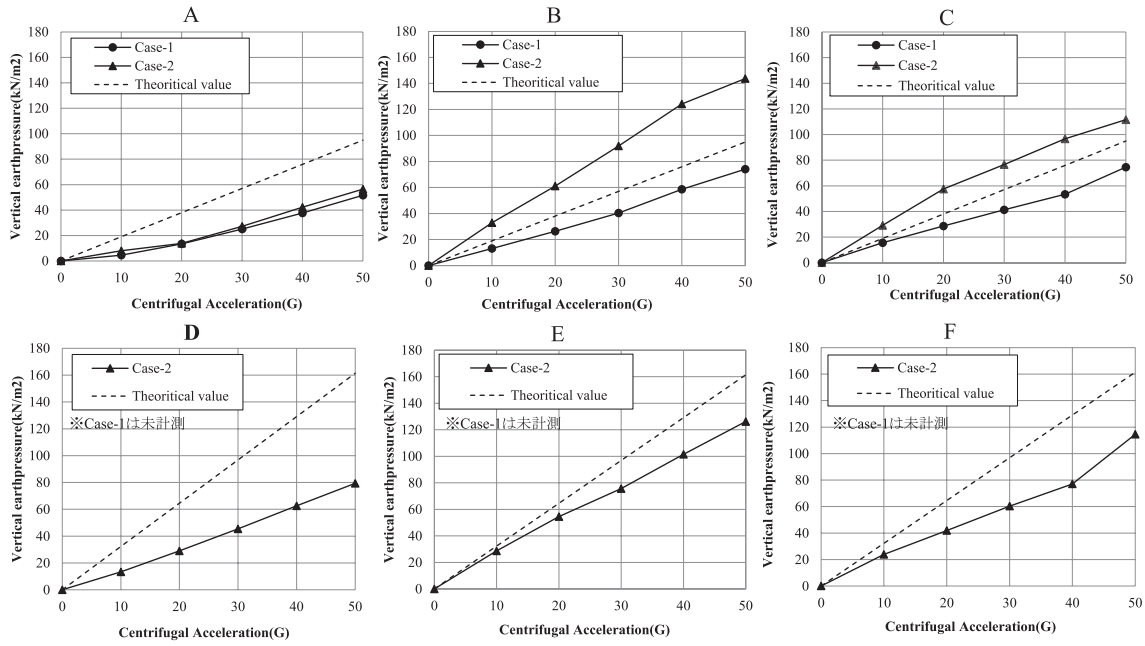 A
Vertical earthpressure(kN/m2)
180
160
140
120
100
80
60
40
20
0
Case-1
Case-2
Theoritical value
0 10 20 30 40 50
Centrifugal Acceleration(G)
B
Vertical earthpressure(kN/m2)
180
160
140
120
100
80
60
40
20
0
Case-1
Case-2
Theoritical value
0 10 20 30 40 50
Centrifugal Acceleration(G)
C
Vertical earthpressure(kN/m2)
180
160
140
120
100
80
60
40
20
0
Case-1
Case-2
Theoritical value
0 10 20 30 40 50
Centrifugal Acceleration(G)
D
Vertical earthpressure(kN/m2)
180
160
140
120
100
80
60
40
20
0
Case-2
Theoritical value
※Case-1は未計測
0 10 20 30 40 50
Centrifugal Acceleration(G)
E
Vertical earthpressure(kN/m2)
180
160
140
120
100
80
60
40
20
0
Case-2
Theoritical value
※Case-1は未計測
0 10 20 30 40 50
Centrifugal Acceleration(G)
F
Vertical earthpressure(kN/m2)
180
160
140
120
100
80
60
40
20
0
Case-2
Theoritical value
※Case-1は未計測
0 10 20 30 40 50
Centrifugal Acceleration(G)